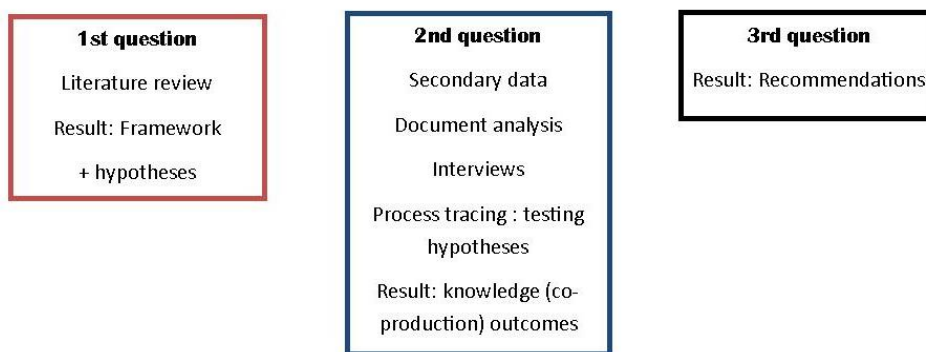 1st question
Literature review
Result: Framework
+ hypotheses
2nd question
Secondary data
Document analysis
Interviews
Process tracing : testing
hypotheses
Result: knowledge (co-
production) outcomes
3rd question
Result: Recommendations